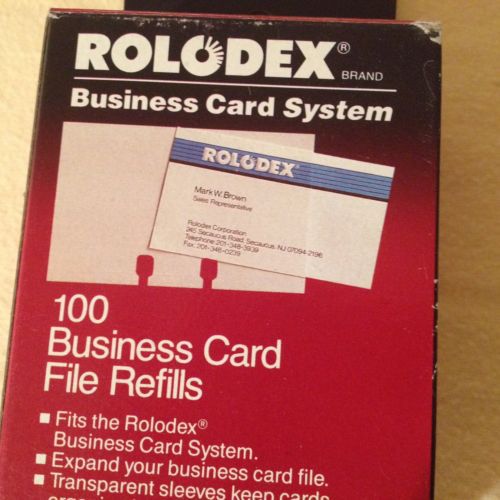 ROLODEX®
BRAND
Business Card System
ROLODEX®
Mark W. Brown
Sales Representative
Rolodex Corporation
245 Secaucus Road, Secaucus, NJ 07094-2196
Telephone: 201-348-3939
Fax: 201-348-0239
100
Business Card
File Refills
■ Fits the Rolodex®
Business Card System.
■ Expand your business card file.
■ Transparent sleeves keep cards